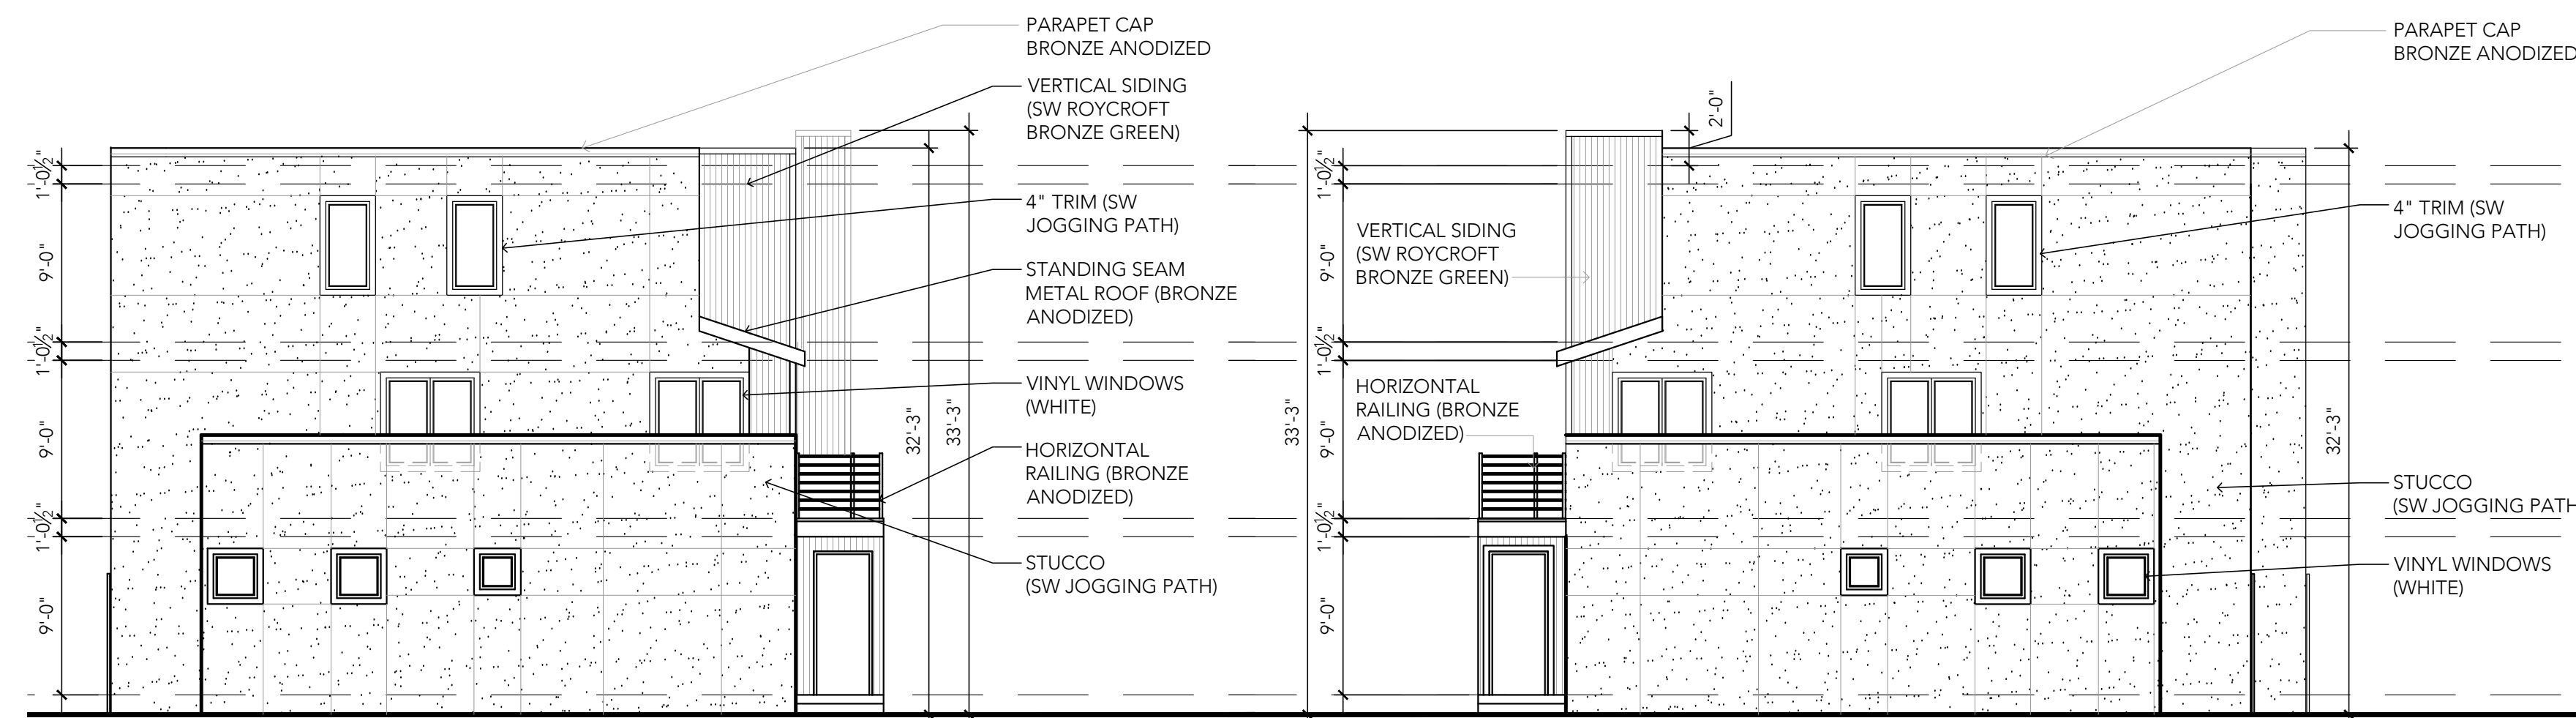 PARAPET CAP
BRONZE ANODIZED
VERTICAL SIDING
(SW ROYCROFT
BRONZE GREEN)
4" TRIM (SW
JOGGING PATH)
STANDING SEAM
METAL ROOF (BRONZE
ANODIZED)
VINYL WINDOWS
(WHITE)
HORIZONTAL
RAILING (BRONZE
ANODIZED)
STUCCO
(SW JOGGING PATH)
1'-0½"
9'-0"
1'-0½"
9'-0"
1'-0½"
9'-0"
32'-3"
33'-3"
33'-3"
1'-0½"
9'-0"
1'-0½"
9'-0"
1'-0½"
9'-0"
2'-0"
VERTICAL SIDING
(SW ROYCROFT
BRONZE GREEN)
HORIZONTAL
RAILING (BRONZE
ANODIZED)
32'-3"
PARAPET CAP
BRONZE ANODIZED
4" TRIM (SW
JOGGING PATH)
STUCCO
(SW JOGGING PATH
VINYL WINDOWS
(WHITE)